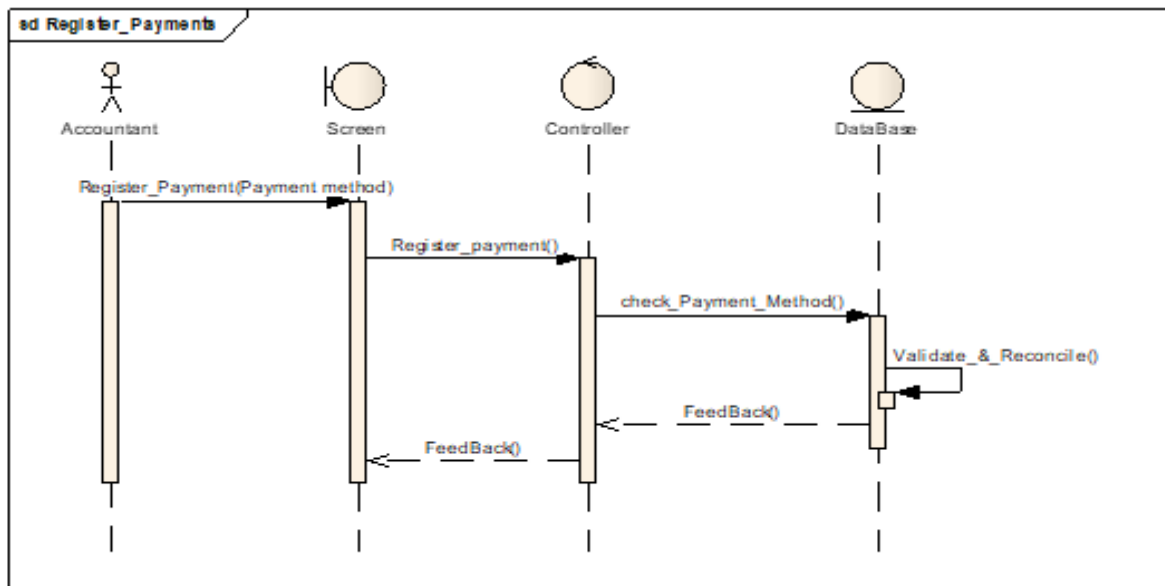 sd Register_Payments
Accountant
Screen
Controller
DataBase
Register_Payment(Payment method)
Register_payment()
check_Payment_Method()
Validate_&_Reconcile()
FeedBack()
FeedBack()